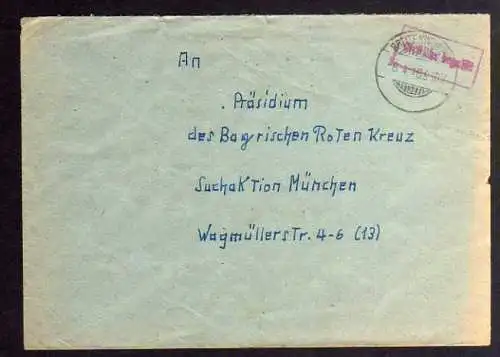 An
Präsidium
des Bayrischen Roten Kreuz
Suchaktion München
Wagmüllerstr. 4-6 (13)